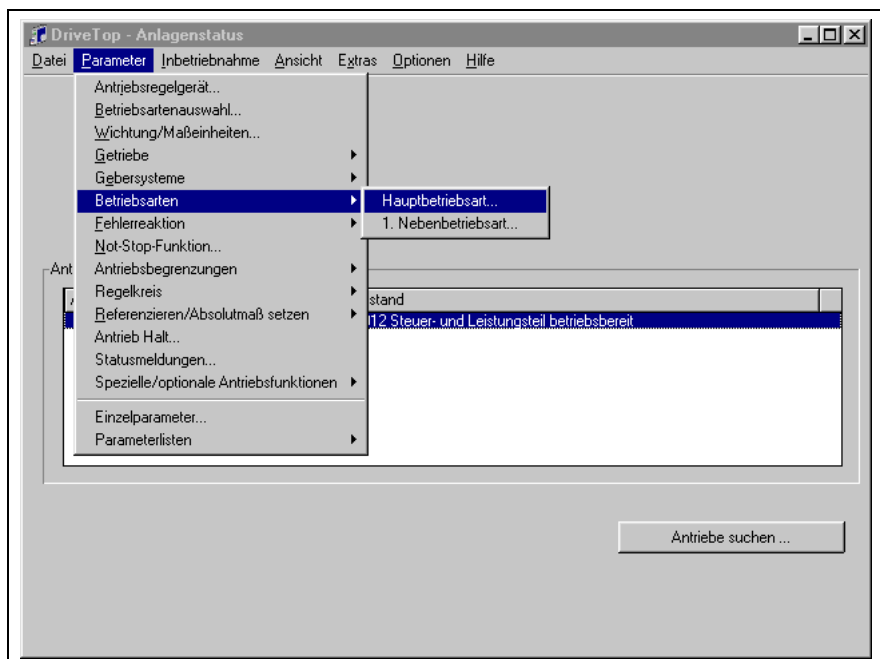 DriveTop - Anlagenstatus
Datei Parameter Inbetriebnahme Ansicht Extras Optionen Hilfe
Antriebsregelgerät...
Betriebsartenauswahl...
Wichtung/Maßeinheiten...
Getriebe
Gebersysteme
Betriebsarten
Hauptbetriebsart...
Fehlerreaktion
1. Nebenbetriebsart...
Not-Stop-Funktion...
Ant
Antriebsbegrenzungen
Regelkreis
stand
Referenzieren/Absolutmaß setzen
012 Steuer- und Leistungsteil betriebsbereit
Antrieb Halt...
Statusmeldungen...
Spezielle/optionale Antriebsfunktionen
Einzelparameter...
Parameterlisten
Antriebe suchen ...